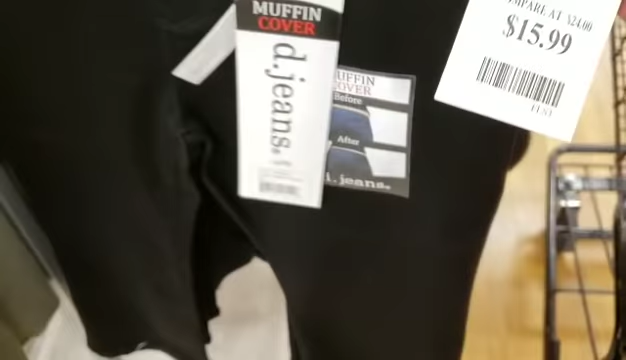 MUFFIN
COVER
d.jeans.
MUFFIN
COVER
Before
After
d.jeans.
COMPARE AT $24.00
$15.99